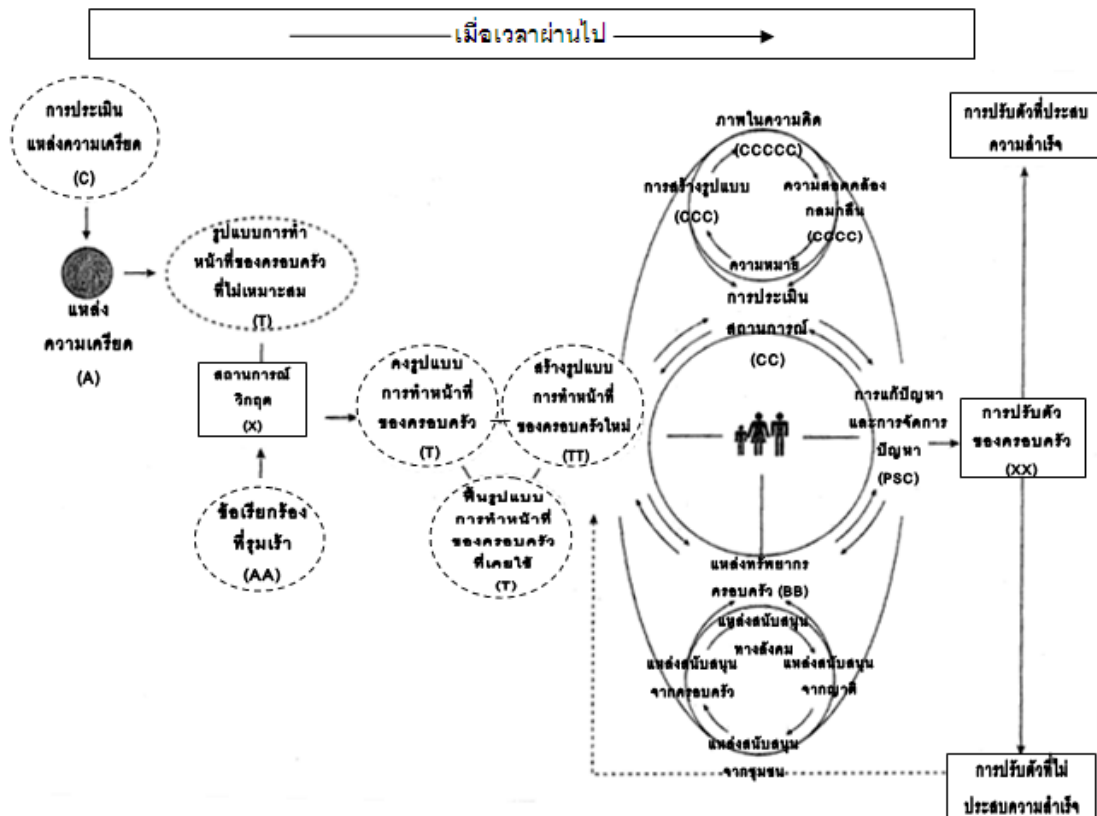 เมื่อเวลาผ่านไป
การประเมิน
แหล่งความเครียด
(C)
แหล่ง
ความเครียด
(A)
รูปแบบการทำ
หน้าที่ของครอบครัว
ที่ไม่เหมาะสม
(T)
สถานการณ์
วิกฤต
(X)
ข้อเรียกร้อง
ที่รุมเร้า
(AA)
คงรูปแบบ
การทำหน้าที่
ของครอบครัว
(T)
สร้างรูปแบบ
การทำหน้าที่
ของครอบครัวใหม่
(TT)
ฟื้นรูปแบบ
การทำหน้าที่
ของครอบครัว
ที่เคยใช้
(T)
ภาพในความคิด
(CCCCC)
การสร้างรูปแบบ
(CCC)
ความสอดคล้อง
กลมกลืน
(CCCC)
ความหมาย
การประเมิน
สถานการณ์
(CC)
การแก้ปัญหา
และการจัดการ
ปัญหา
(PSC)
แหล่งทรัพยากร
ครอบครัว (BB)
แหล่งสนับสนุน
ทางสังคม
แหล่งสนับสนุน
จากครอบครัว
แหล่งสนับสนุน
จากญาติ
แหล่งสนับสนุน
จากชุมชน
การปรับตัวที่ประสบ
ความสำเร็จ
การปรับตัว
ของครอบครัว
(XX)
การปรับตัวที่ไม่
ประสบความสำเร็จ